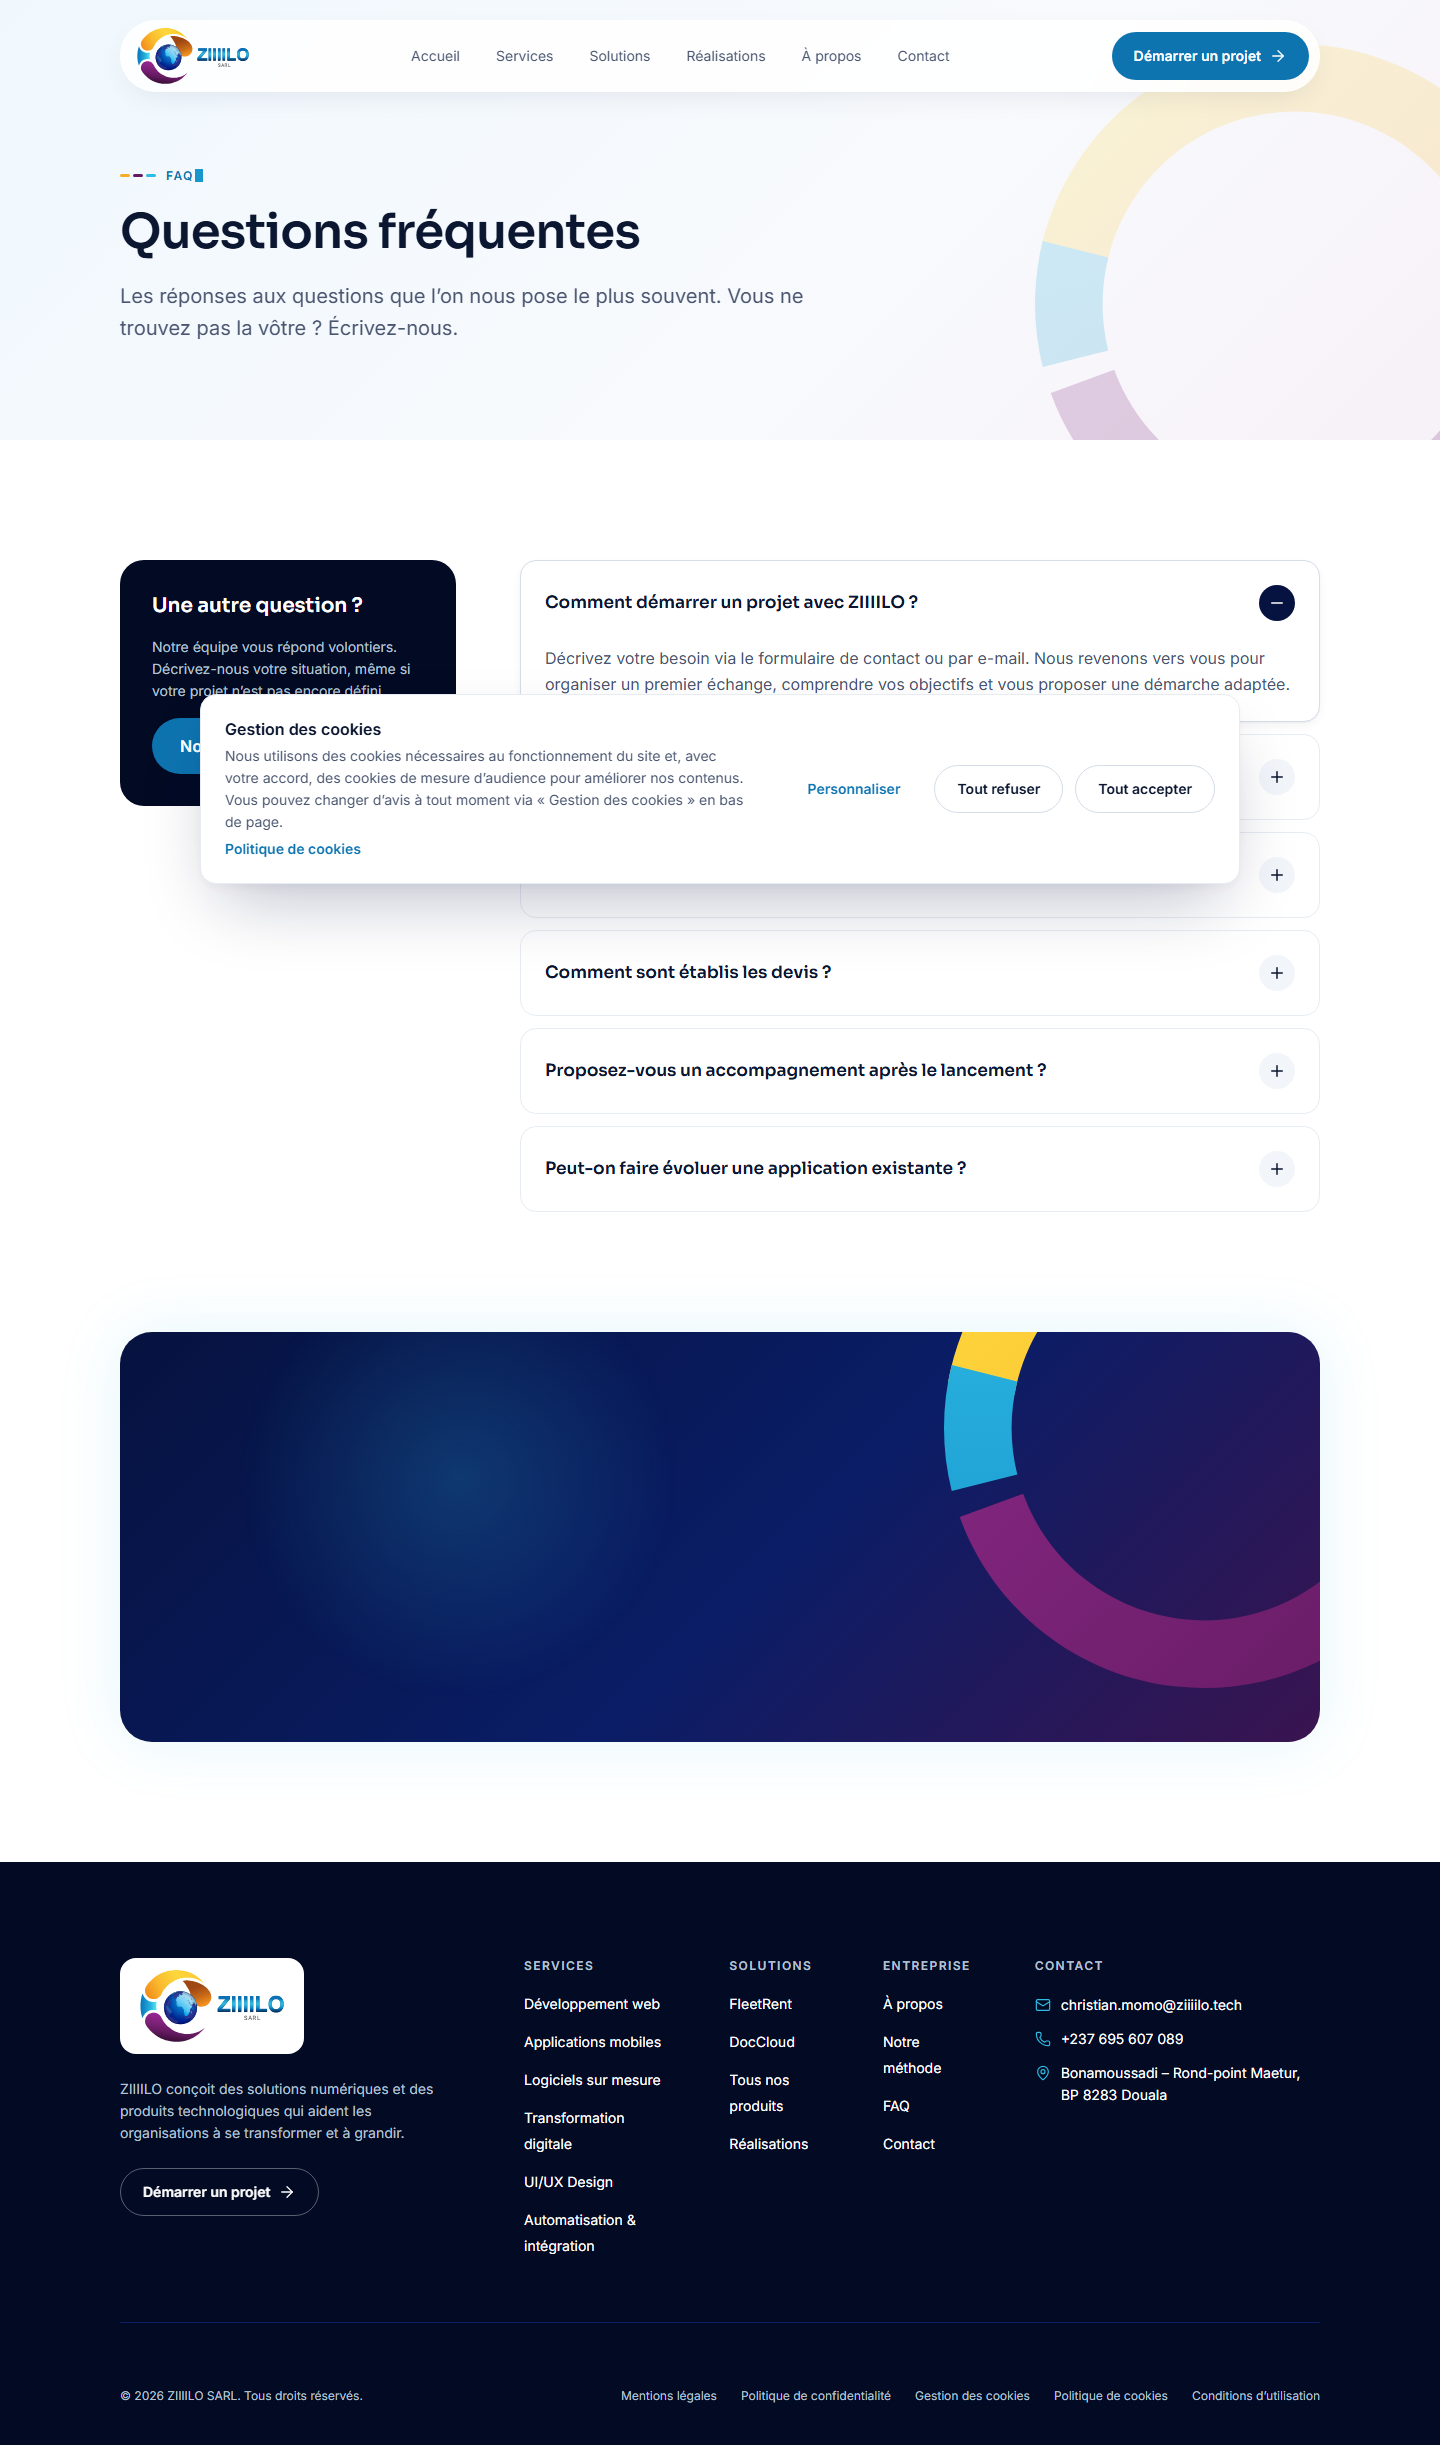 ZIIIILO
SARL
Accueil
Services
Solutions
Réalisations
À propos
Contact
Démarrer un projet
FAQ
Questions fréquentes
Les réponses aux questions que l’on nous pose le plus souvent. Vous ne
trouvez pas la vôtre ? Écrivez-nous.
Une autre question ?
Notre équipe vous répond volontiers.
Décrivez-nous votre situation, même si
votre projet n’est pas encore défini.
Comment démarrer un projet avec ZIIIILO ?
Décrivez votre besoin via le formulaire de contact ou par e-mail. Nous revenons vers vous pour
organiser un premier échange, comprendre vos objectifs et vous proposer une démarche adaptée.
Gestion des cookies
Nous utilisons des cookies nécessaires au fonctionnement du site et, avec
votre accord, des cookies de mesure d’audience pour améliorer nos contenus.
Vous pouvez changer d’avis à tout moment via « Gestion des cookies » en bas
de page.
Politique de cookies
Personnaliser
Tout refuser
Tout accepter
Comment sont établis les devis ?
Proposez-vous un accompagnement après le lancement ?
Peut-on faire évoluer une application existante ?
ZIIIILO
SARL
ZIIIILO conçoit des solutions numériques et des
produits technologiques qui aident les
organisations à se transformer et à grandir.
Démarrer un projet
SERVICES
Développement web
Applications mobiles
Logiciels sur mesure
Transformation
digitale
UI/UX Design
Automatisation &
intégration
SOLUTIONS
FleetRent
DocCloud
Tous nos
produits
Réalisations
ENTREPRISE
À propos
Notre
méthode
FAQ
Contact
CONTACT
christian.momo@ziiiilo.tech
+237 695 607 089
Bonamoussadi – Rond-point Maetur,
BP 8283 Douala
© 2026 ZIIIILO SARL. Tous droits réservés.
Mentions légales
Politique de confidentialité
Gestion des cookies
Politique de cookies
Conditions d’utilisation